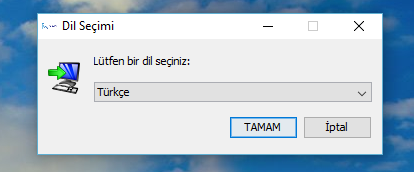 Dil Seçimi
Lütfen bir dil seçiniz:
Türkçe
TAMAM
İptal